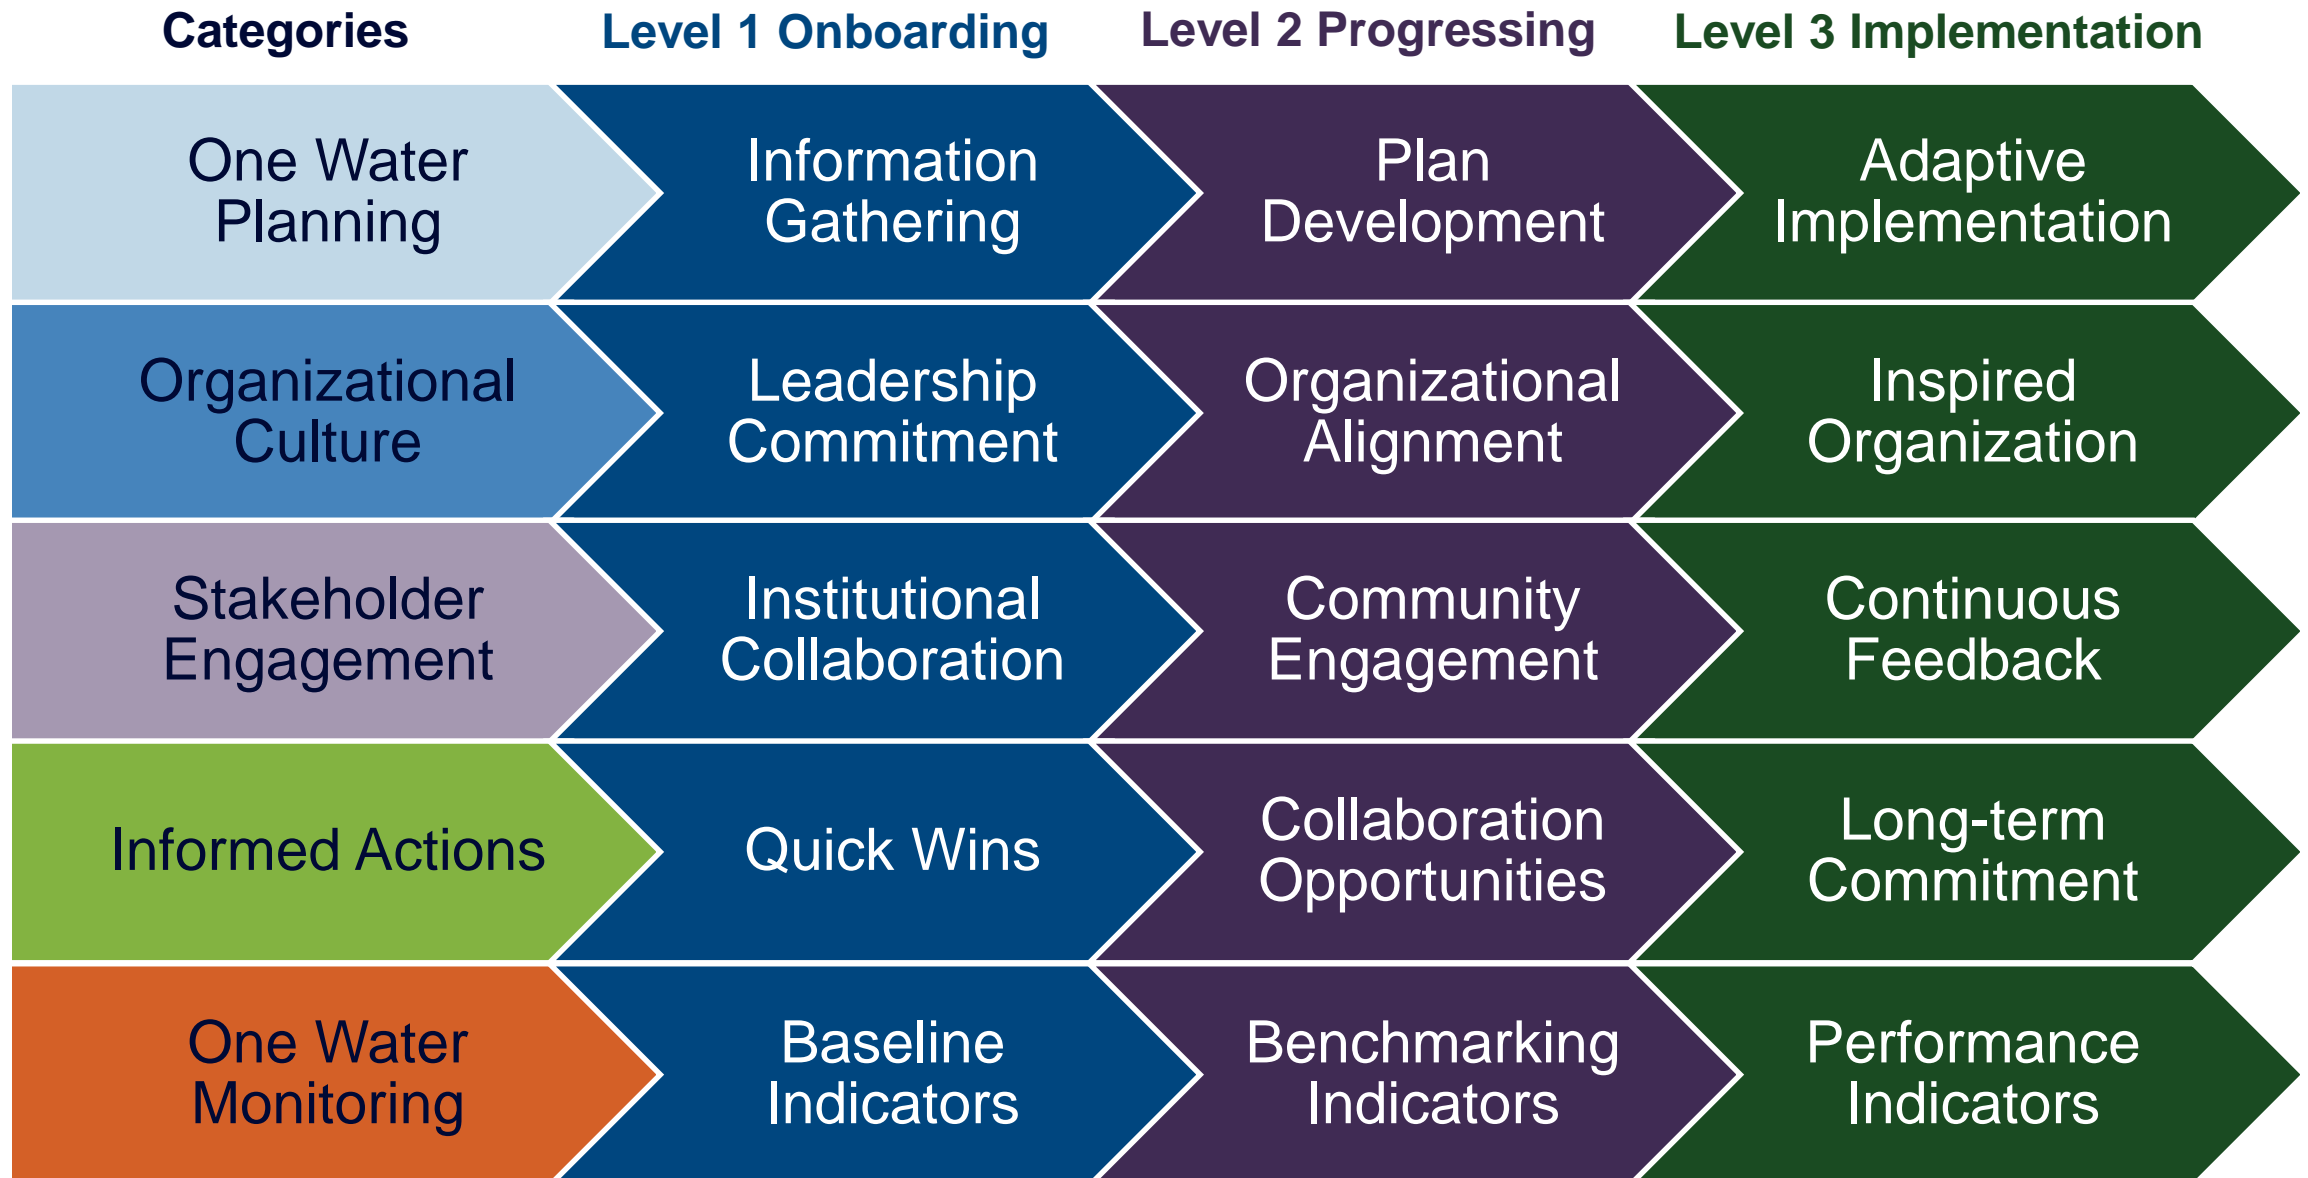 Categories
Level 1 Onboarding
Level 2 Progressing
Level 3 Implementation
One Water
Planning
Information
Gathering
Plan
Development
Adaptive
Implementation
Organizational
Culture
Leadership
Commitment
Organizational
Alignment
Inspired
Organization
Stakeholder
Engagement
Institutional
Collaboration
Community
Engagement
Continuous
Feedback
Informed Actions
Quick Wins
Collaboration
Opportunities
Long-term
Commitment
One Water
Monitoring
Baseline
Indicators
Benchmarking
Indicators
Performance
Indicators